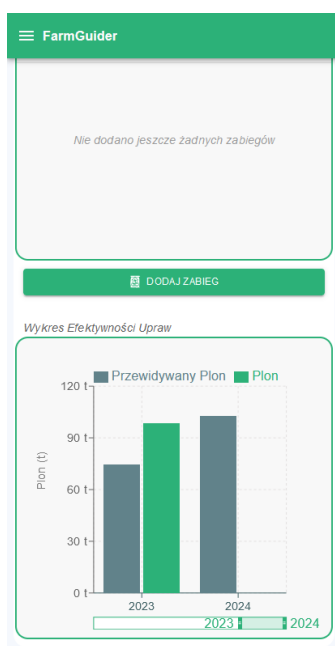 FarmGuider
Nie dodano jeszcze żadnych zabiegów
DODAJ ZABIEG
Wykres Efektywności Upraw
Przewidywany Plon Plon
120 t
90 t
60 t
30 t
0 t
Plon (t)
2023 2024
2023 2024